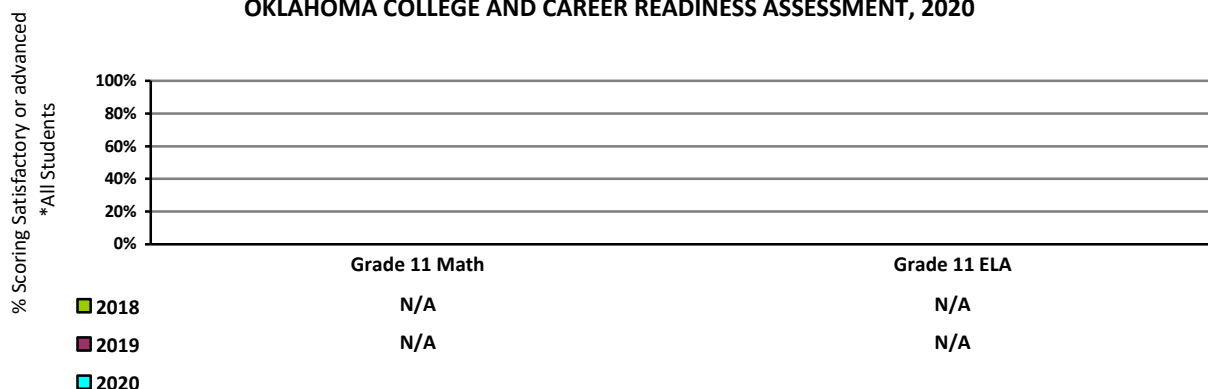 OKLAHOMA COLLEGE AND CAREER READINESS ASSESSMENT, 2020
% Scoring Satisfactory or advanced
*All Students
100%
80%
60%
40%
20%
0%
Grade 11 Math Grade 11 ELA
2018 N/A N/A
2019 N/A N/A
2020